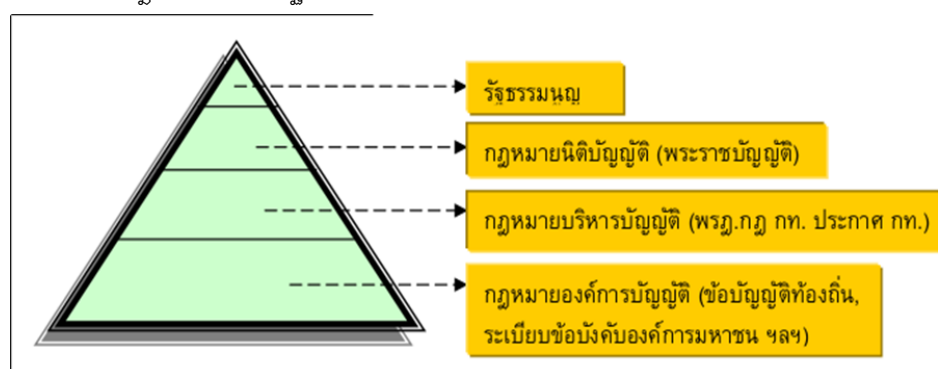 รัฐธรรมนูญ
กฎหมายนิติบัญญัติ (พระราชบัญญัติ)
กฎหมายบริหารบัญญัติ (พรฎ.กฎ กท. ประกาศ กท.)
กฎหมายองค์การบัญญัติ (ข้อบัญญัติท้องถิ่น,
ระเบียบข้อบังคับองค์การมหาชน ฯลฯ)